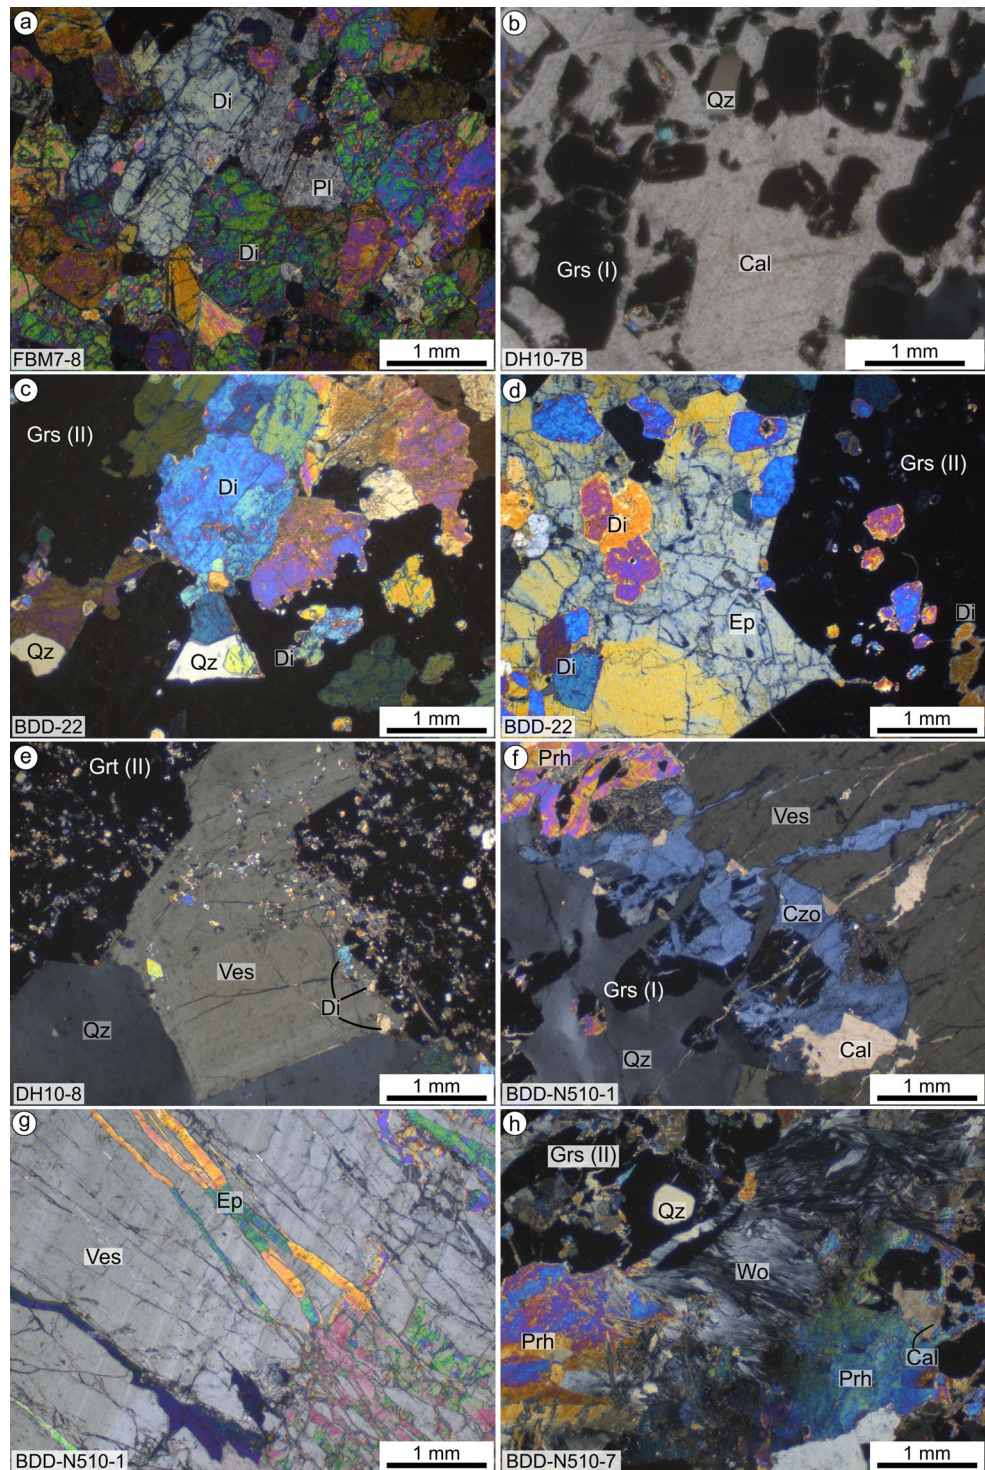 a
Di
Pl
Di
FBM7-8
1 mm
b
Qz
Grs (I)
Cal
DH10-7B
1 mm
c
Grs (II)
Di
Qz
Qz
Di
BDD-22
1 mm
d
Grs (II)
Di
Ep
Di
Di
BDD-22
1 mm
e
Grt (II)
Ves
Di
Qz
DH10-8
1 mm
f
Prh
Ves
Czo
Grs (I)
Qz
Cal
BDD-N510-1
1 mm
g
Ep
Ves
BDD-N510-1
1 mm
h
Grs (II)
Qz
Wo
Prh
Cal
Prh
BDD-N510-7
1 mm